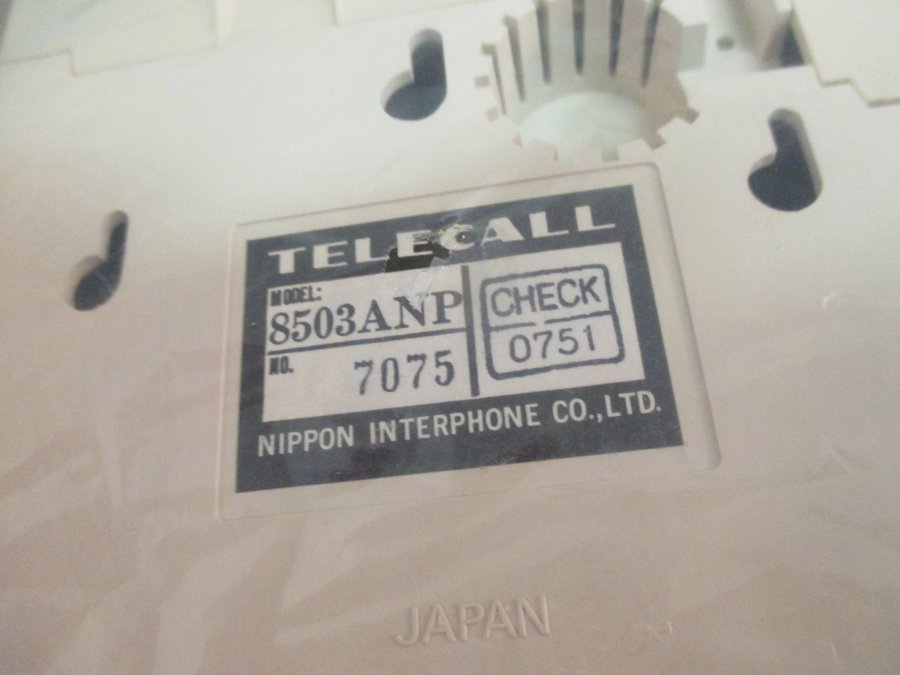 TELECALL
MODEL:
8503ANP
NO. 7075
CHECK
0751
NIPPON INTERPHONE CO.,LTD.
JAPAN